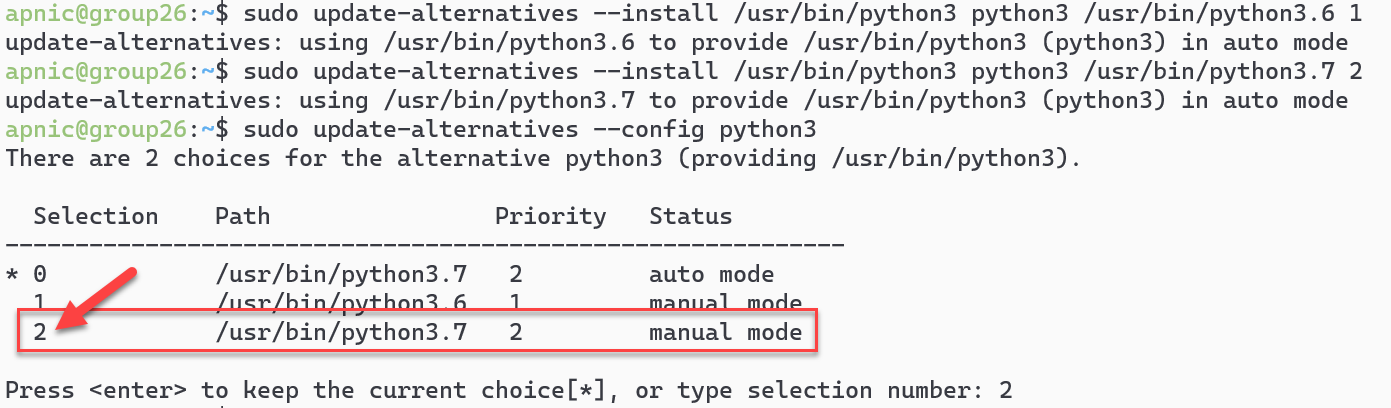 apnic@group26:~$ sudo update-alternatives --install /usr/bin/python3 python3 /usr/bin/python3.6 1
update-alternatives: using /usr/bin/python3.6 to provide /usr/bin/python3 (python3) in auto mode
apnic@group26:~$ sudo update-alternatives --install /usr/bin/python3 python3 /usr/bin/python3.7 2
update-alternatives: using /usr/bin/python3.7 to provide /usr/bin/python3 (python3) in auto mode
apnic@group26:~$ sudo update-alternatives --config python3
There are 2 choices for the alternative python3 (providing /usr/bin/python3).
  Selection    Path                Priority   Status
------------------------------------------------------------
* 0            /usr/bin/python3.7   2         auto mode
  1            /usr/bin/python3.6   1         manual mode
  2            /usr/bin/python3.7   2         manual mode
Press <enter> to keep the current choice[*], or type selection number: 2